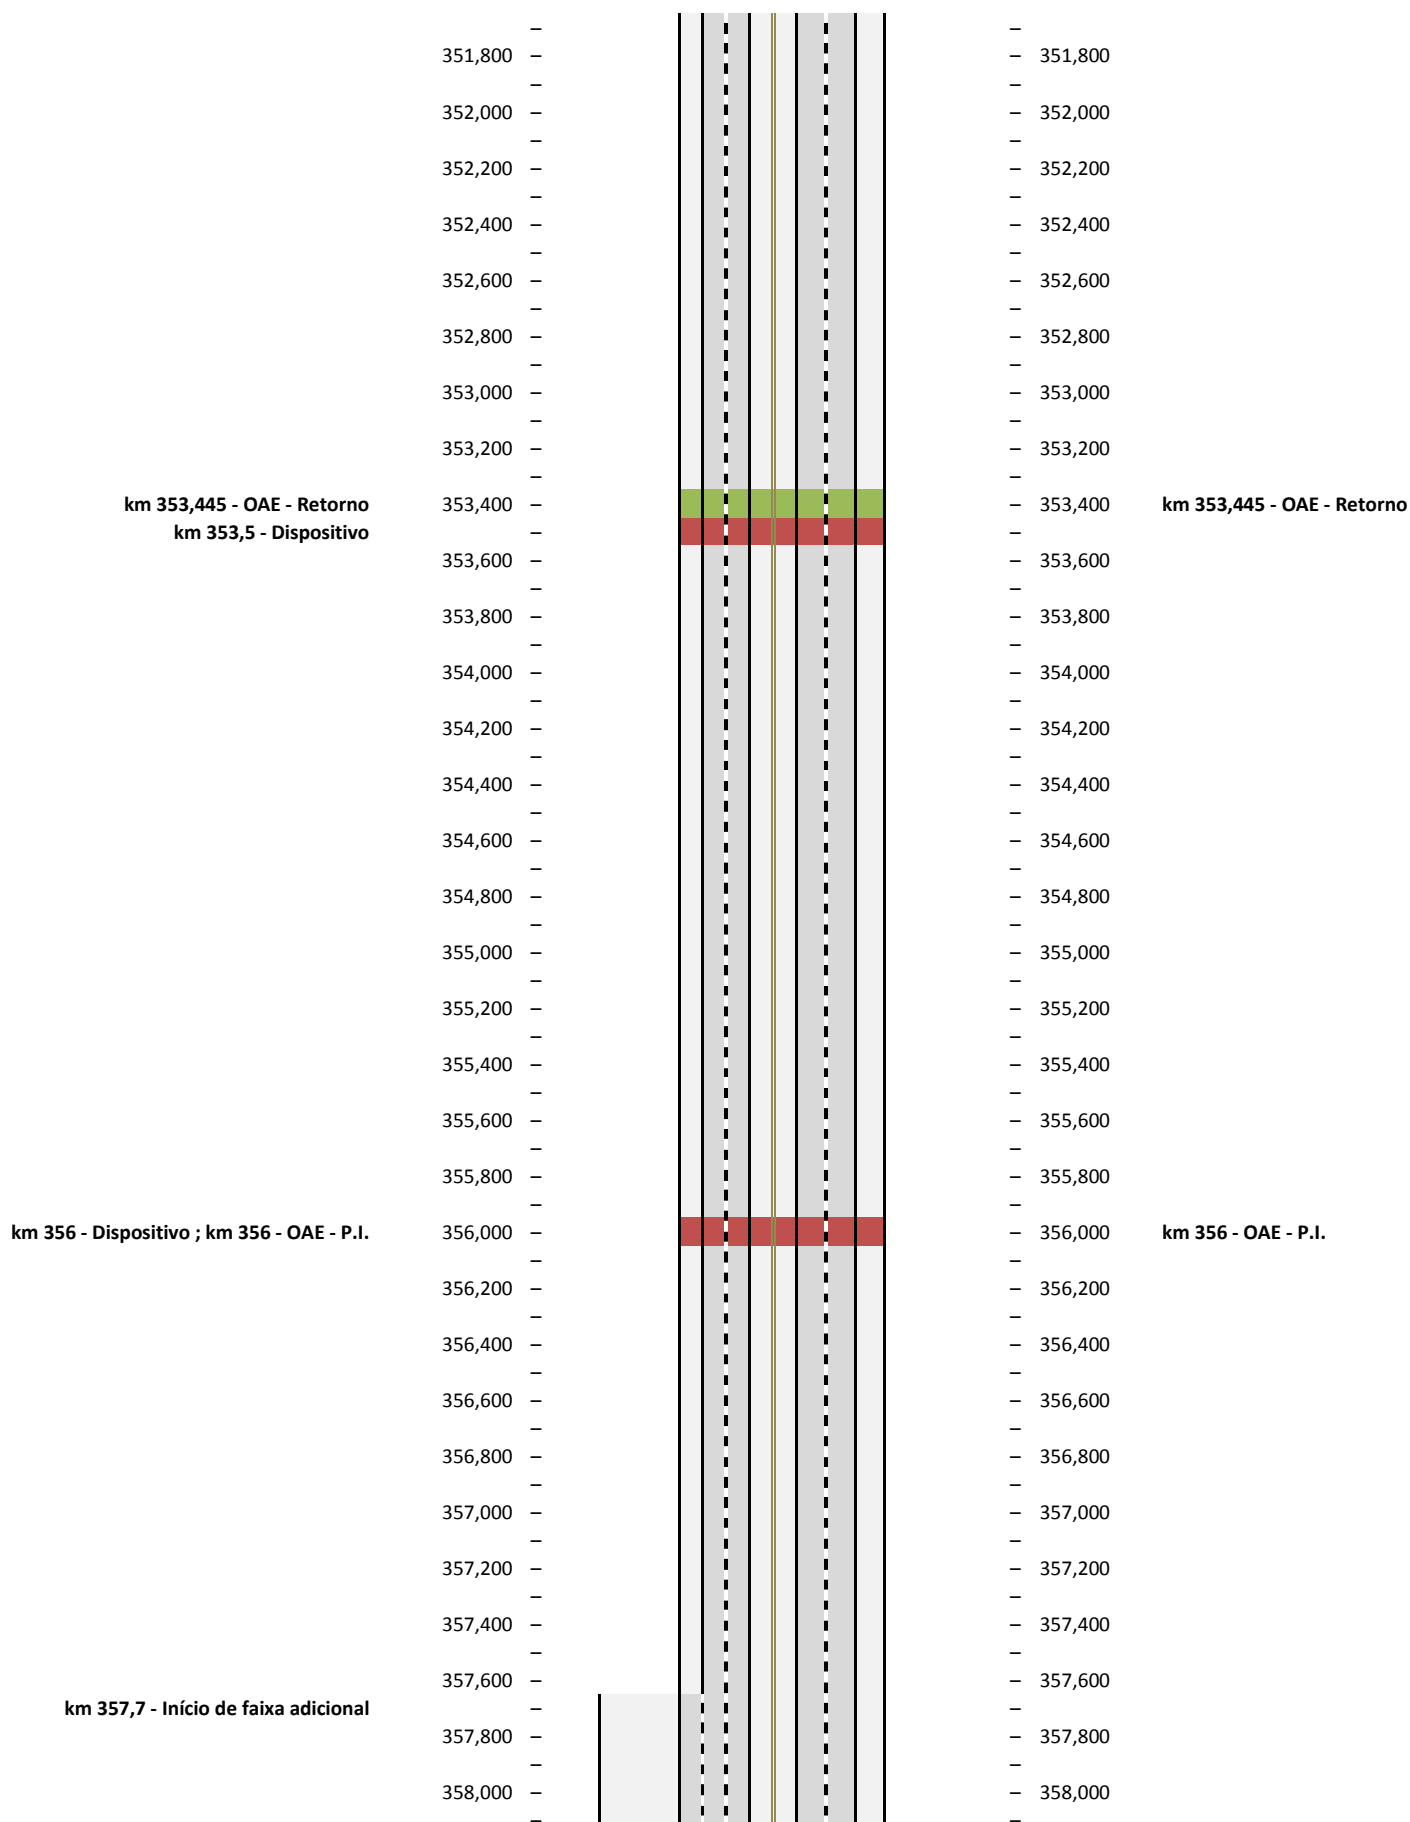 351,800 – – 351,800
352,000 – – 352,000
352,200 – – 352,200
352,400 – – 352,400
352,600 – – 352,600
352,800 – – 352,800
353,000 – – 353,000
353,200 – – 353,200
km 353,445 - OAE - Retorno 353,400 – – 353,400 km 353,445 - OAE - Retorno
km 353,5 - Dispositivo
353,600 – – 353,600
353,800 – – 353,800
354,000 – – 354,000
354,200 – – 354,200
354,400 – – 354,400
354,600 – – 354,600
354,800 – – 354,800
355,000 – – 355,000
355,200 – – 355,200
355,400 – – 355,400
355,600 – – 355,600
355,800 – – 355,800
km 356 - Dispositivo ; km 356 - OAE - P.I. 356,000 – – 356,000 km 356 - OAE - P.I.
356,200 – – 356,200
356,400 – – 356,400
356,600 – – 356,600
356,800 – – 356,800
357,000 – – 357,000
357,200 – – 357,200
357,400 – – 357,400
357,600 – – 357,600
km 357,7 - Início de faixa adicional
357,800 – – 357,800
358,000 – – 358,000